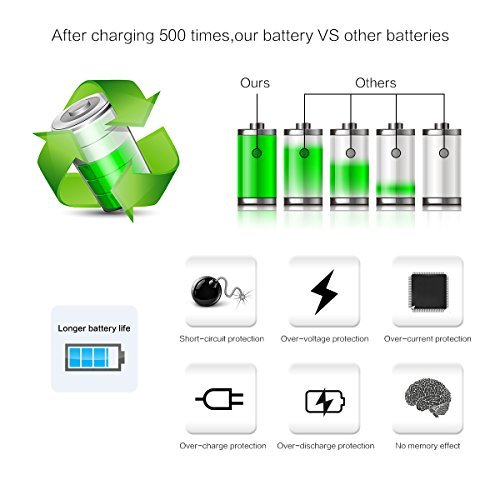 After charging 500 times,our battery VS other batteries
Ours
Others
Longer battery life
Short-circuit protection
Over-voltage protection
Over-current protection
Over-charge protection
Over-discharge protection
No memory effect